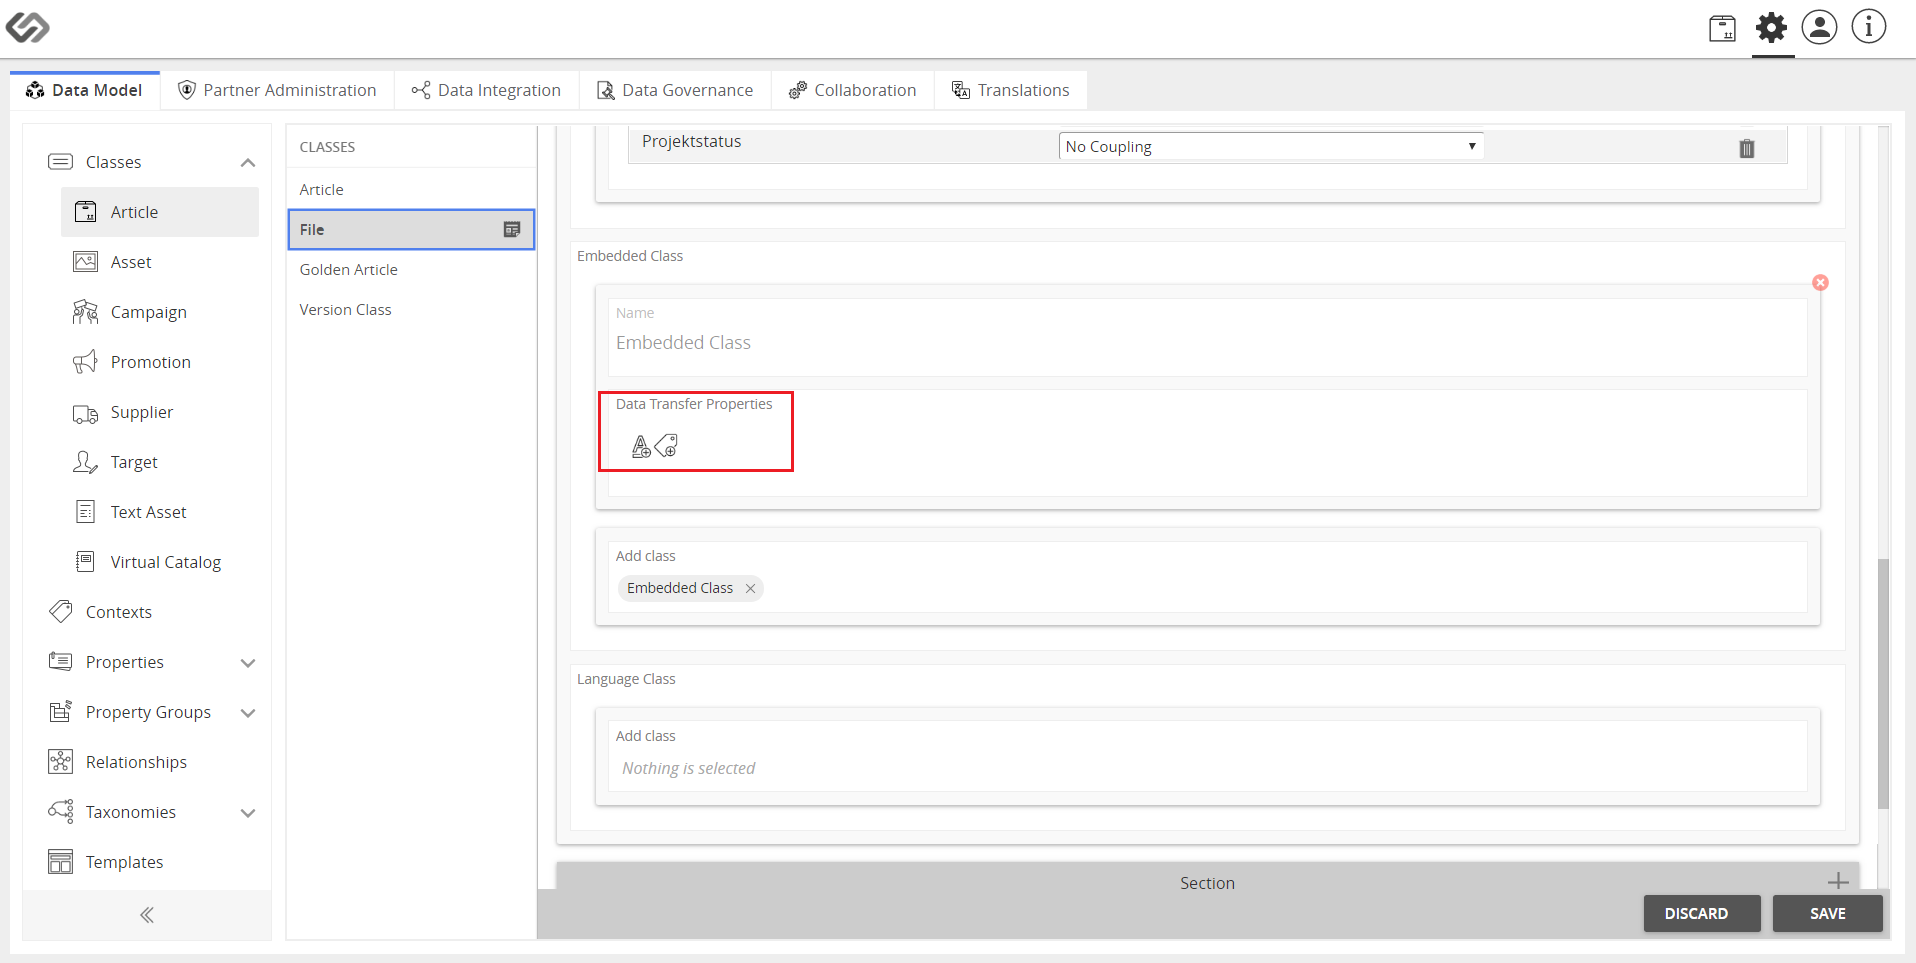 Data Model
Partner Administration
Data Integration
Data Governance
Collaboration
Translations
Classes
Article
Asset
Campaign
Promotion
Supplier
Target
Text Asset
Virtual Catalog
Contexts
Properties
Property Groups
Relationships
Taxonomies
Templates
CLASSES
Article
File
Golden Article
Version Class
Projektstatus
No Coupling
Embedded Class
Name
Embedded Class
Data Transfer Properties
Add class
Embedded Class
Language Class
Add class
Nothing is selected
Section
DISCARD
SAVE